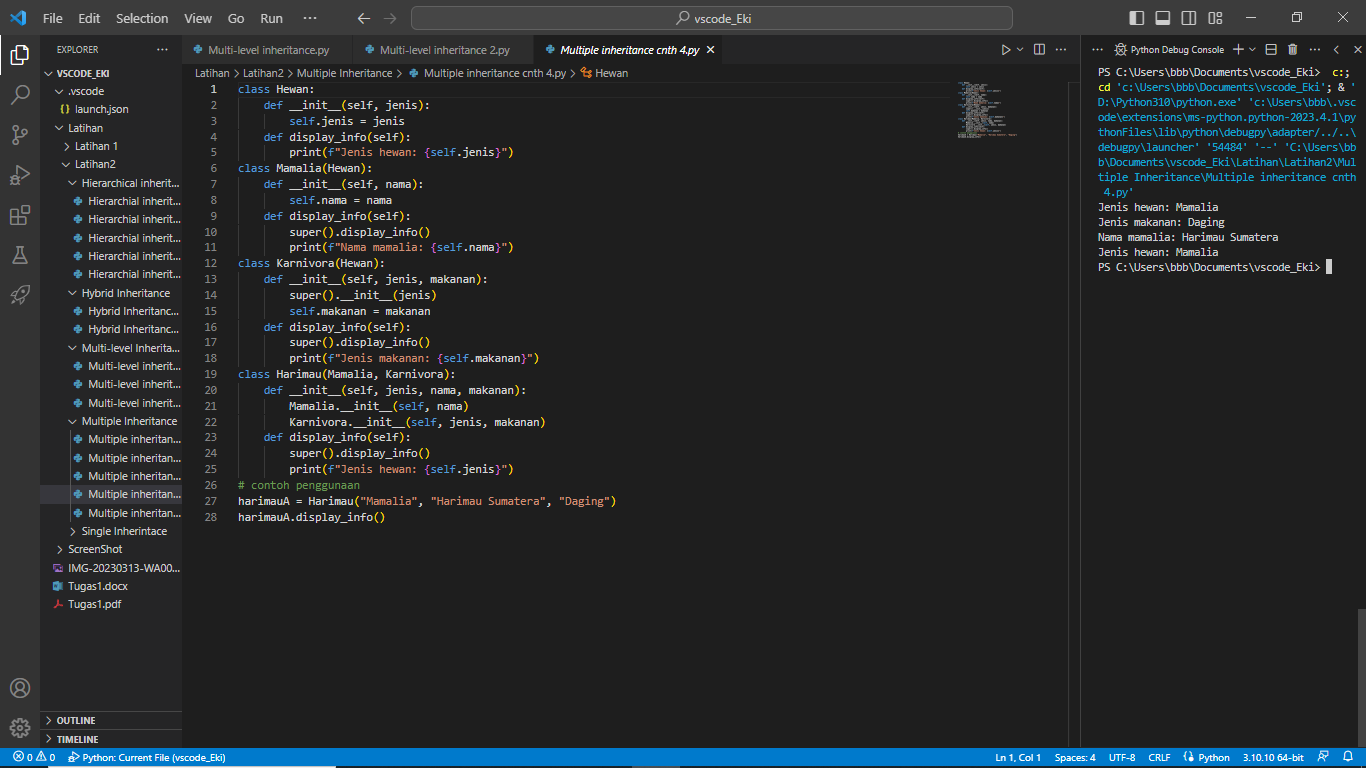 File Edit Selection View Go Run ··· vscode_Eki
EXPLORER ···
VSCODE_EKI
.vscode
launch.json
Latihan
Latihan 1
Latihan2
Hierarchical inherit...
Hierarchial inherit...
Hierarchial inherit...
Hierarchial inherit...
Hierarchial inherit...
Hierarchial inherit...
Hybrid Inheritance
Hybrid Inheritanc...
Hybrid Inheritanc...
Multi-level Inherita...
Multi-level inherit...
Multi-level inherit...
Multi-level inherit...
Multiple Inheritance
Multiple inheritan...
Multiple inheritan...
Multiple inheritan...
Multiple inheritan...
Multiple inheritan...
Single Inherintace
ScreenShot
IMG-20230313-WA00...
Tugas1.docx
Tugas1.pdf
OUTLINE
TIMELINE
Multi-level inheritance.py Multi-level inheritance 2.py Multiple inheritance cnth 4.py
Latihan > Latihan2 > Multiple Inheritance > Multiple inheritance cnth 4.py > Hewan
1 class Hewan:
2 def __init__(self, jenis):
3 self.jenis = jenis
4 def display_info(self):
5 print(f"Jenis hewan: {self.jenis}")
6 class Mamalia(Hewan):
7 def __init__(self, nama):
8 self.nama = nama
9 def display_info(self):
10 super().display_info()
11 print(f"Nama mamalia: {self.nama}")
12 class Karnivora(Hewan):
13 def __init__(self, jenis, makanan):
14 super().__init__(jenis)
15 self.makanan = makanan
16 def display_info(self):
17 super().display_info()
18 print(f"Jenis makanan: {self.makanan}")
19 class Harimau(Mamalia, Karnivora):
20 def __init__(self, jenis, nama, makanan):
21 Mamalia.__init__(self, nama)
22 Karnivora.__init__(self, jenis, makanan)
23 def display_info(self):
24 super().display_info()
25 print(f"Jenis hewan: {self.jenis}")
26 # contoh penggunaan
27 harimauA = Harimau("Mamalia", "Harimau Sumatera", "Daging")
28 harimauA.display_info()
Python Debug Console
PS C:\Users\bbb\Documents\vscode_Eki> c:;
cd 'c:\Users\bbb\Documents\vscode_Eki'; & '
D:\Python310\python.exe' 'c:\Users\bbb\.vsc
ode\extensions\ms-python.python-2023.4.1\py
thonFiles\lib\python\debugpy\adapter/../..\
debugpy\launcher' '54484' '--' 'C:\Users\bb
b\Documents\vscode_Eki\Latihan\Latihan2\Mul
tiple Inheritance\Multiple inheritance cnth
4.py'
Jenis hewan: Mamalia
Jenis makanan: Daging
Nama mamalia: Harimau Sumatera
Jenis hewan: Mamalia
PS C:\Users\bbb\Documents\vscode_Eki>
0 0 Python: Current File (vscode_Eki) Ln 1, Col 1 Spaces: 4 UTF-8 CRLF Python 3.10.10 64-bit